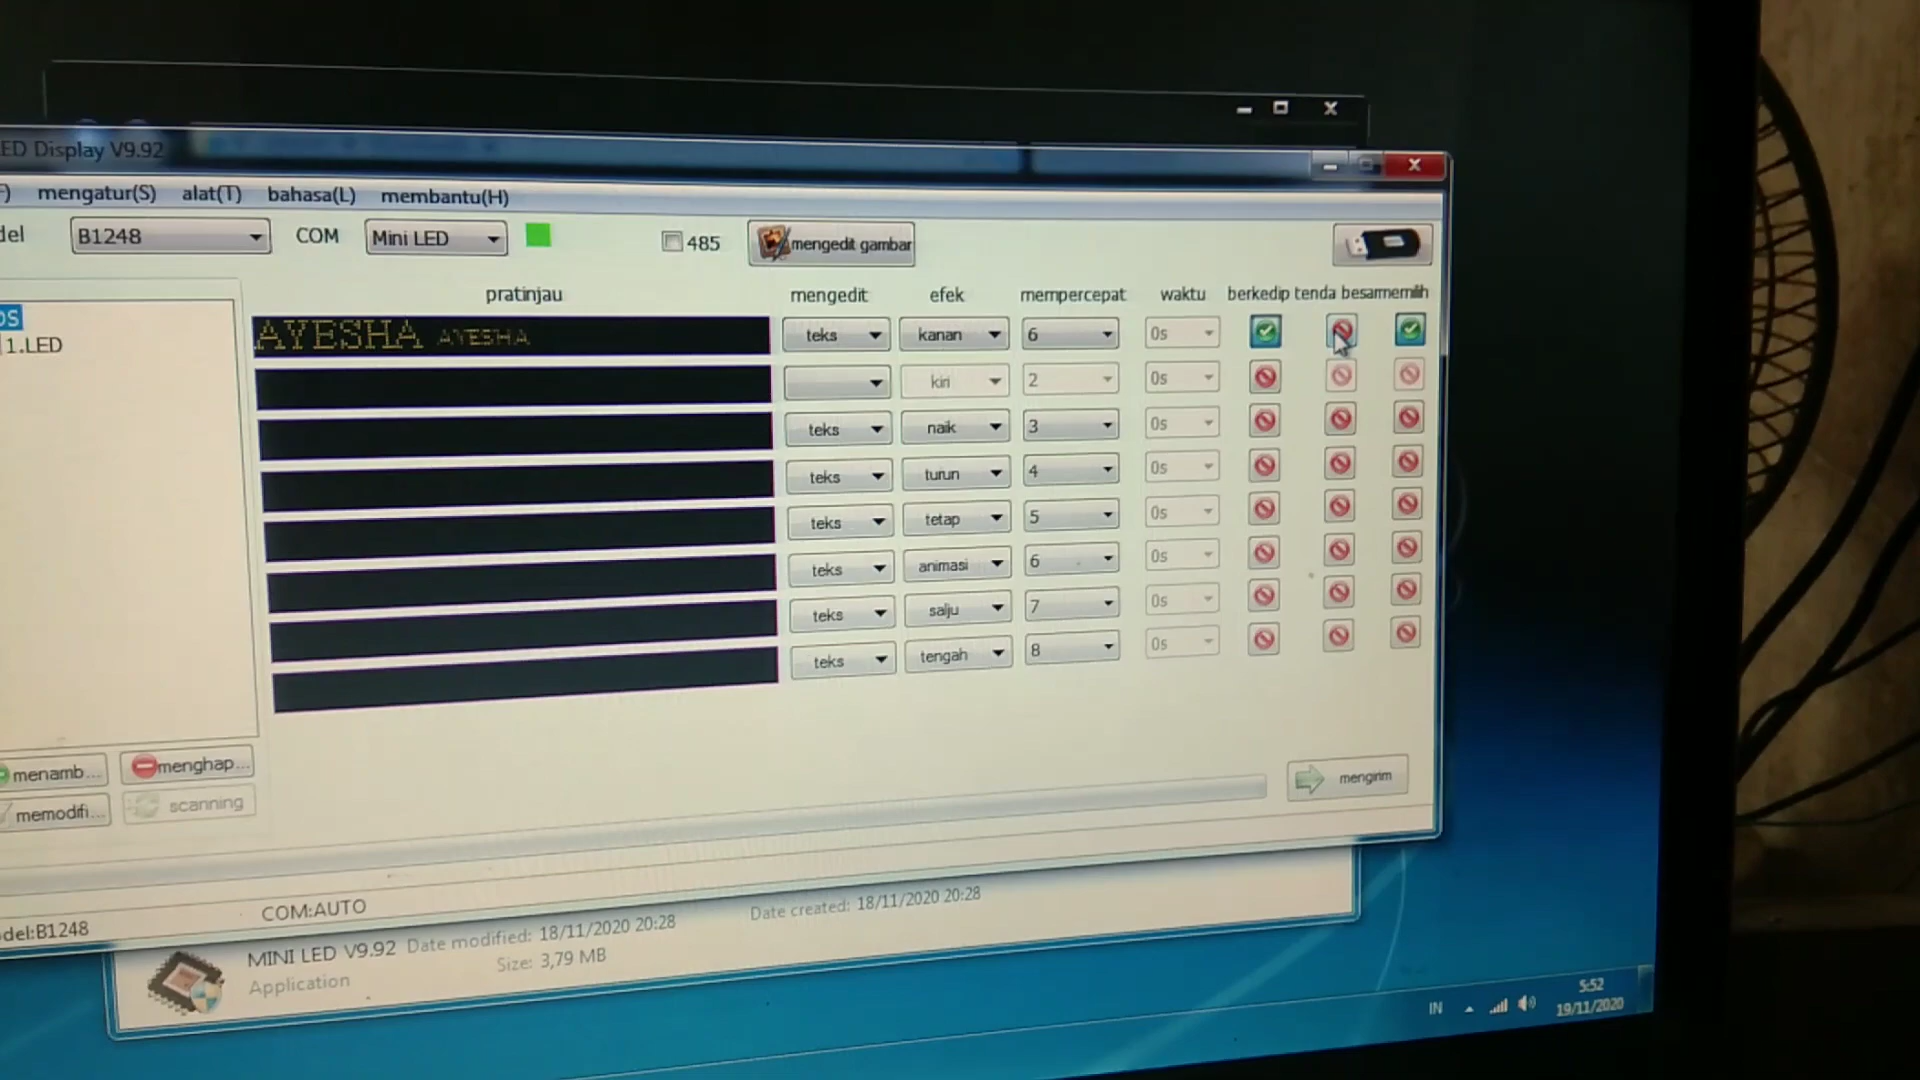 ED Display V9.92
mengatur(S) alat(T) bahasa(L) membantu(H)
del B1248 COM Mini LED 485 mengedit gambar
pratinjau mengedit efek mempercepat waktu berkedip tenda besar memilih
AYESHA AYESHA teks kanan 6 0s
kiri 2 0s
1.LED
teks naik 3 0s
teks turun 4 0s
teks tetap 5 0s
teks animasi 6 0s
teks salju 7 0s
teks tengah 8 0s
menamb... menghap...
memodifi... scanning
mengirim
del:B1248 COM:AUTO
MINI LED V9.92 Date modified: 18/11/2020 20:28 Date created: 18/11/2020 20:28
Application Size: 3,79 MB
IN 5:52
19/11/2020